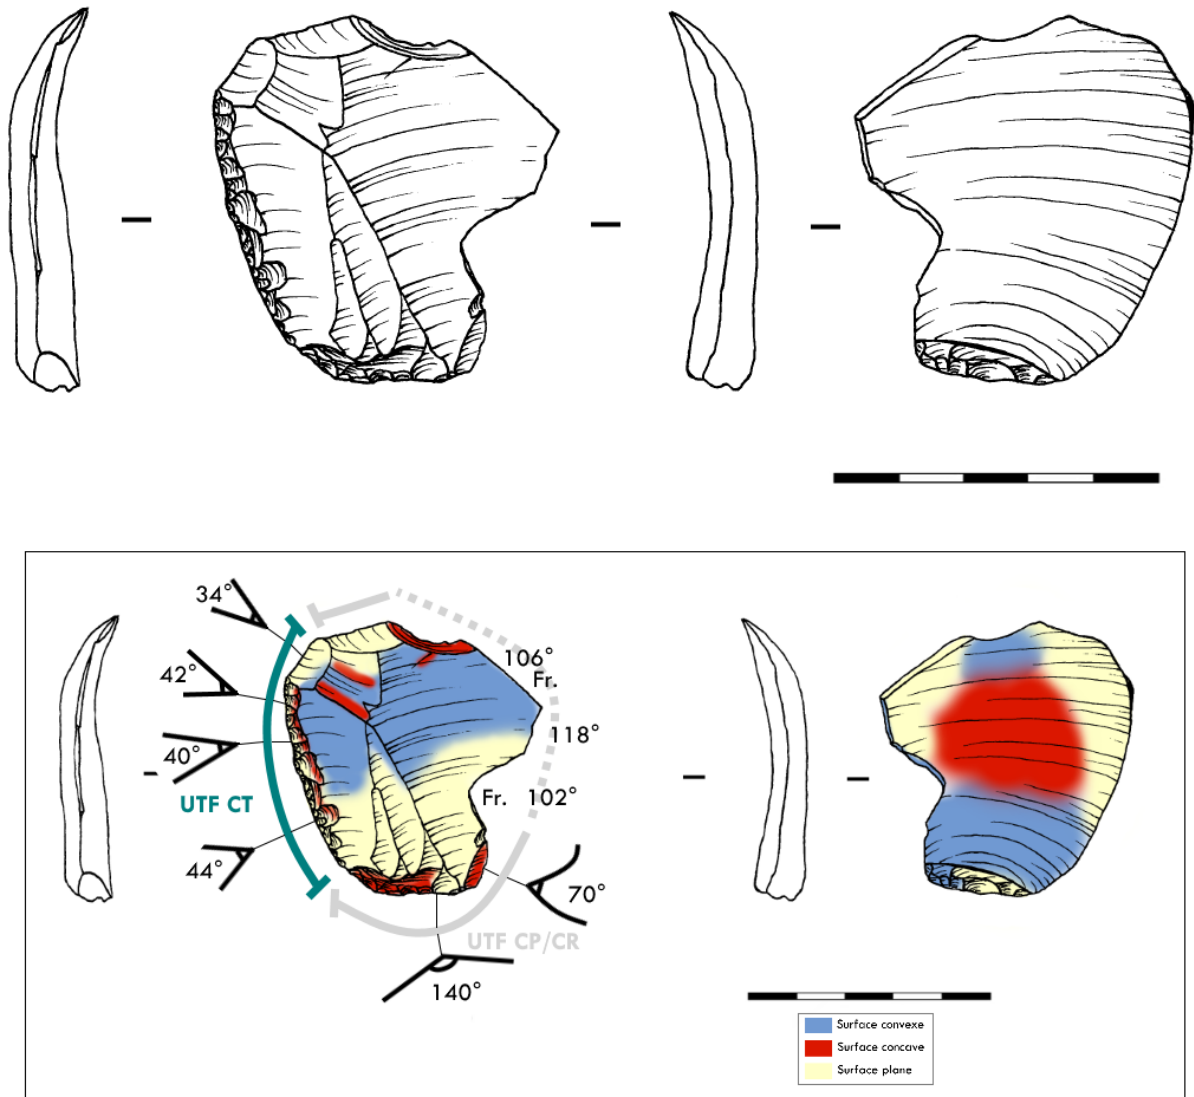 34°
42°
40°
UTF CT
44°
106°
Fr.
118°
Fr. 102°
70°
UTF CP/CR
140°
Surface convexe
Surface concave
Surface plane